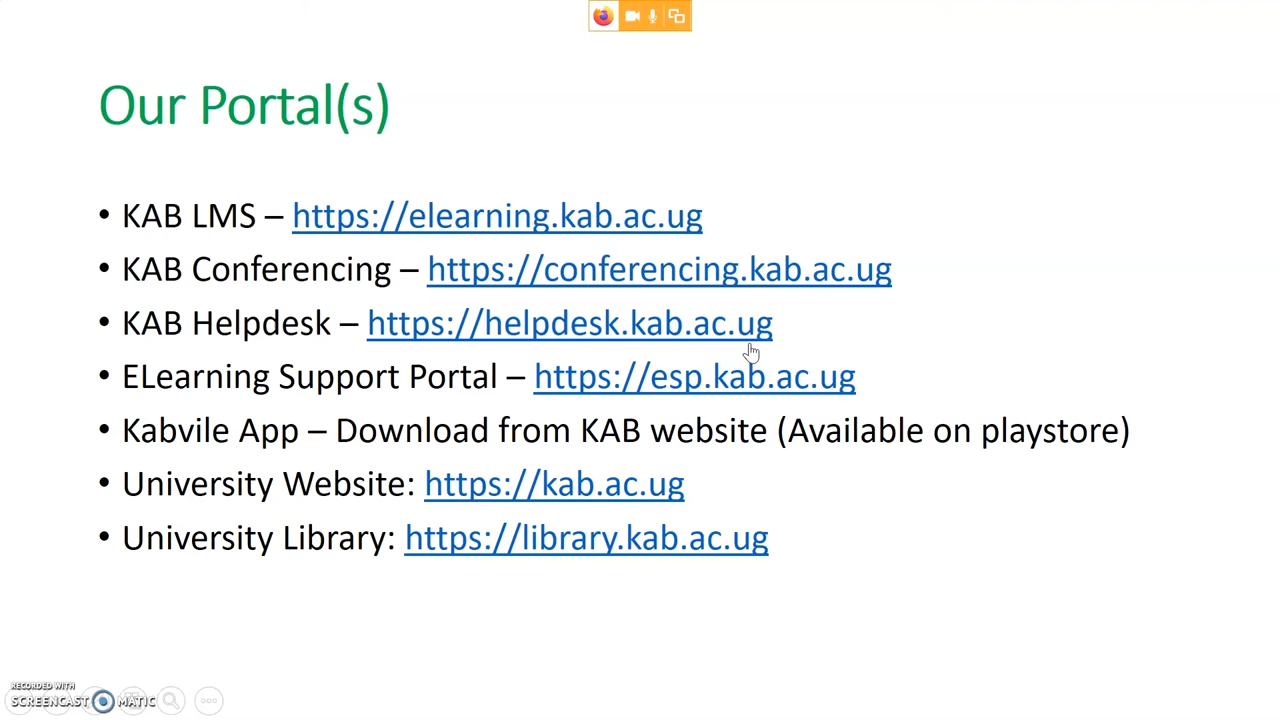 Our Portal(s)
• KAB LMS – https://elearning.kab.ac.ug
• KAB Conferencing – https://conferencing.kab.ac.ug
• KAB Helpdesk – https://helpdesk.kab.ac.ug
• ELearning Support Portal – https://esp.kab.ac.ug
• Kabvile App – Download from KAB website (Available on playstore)
• University Website: https://kab.ac.ug
• University Library: https://library.kab.ac.ug
RECORDED WITH
SCREENCAST MATIC